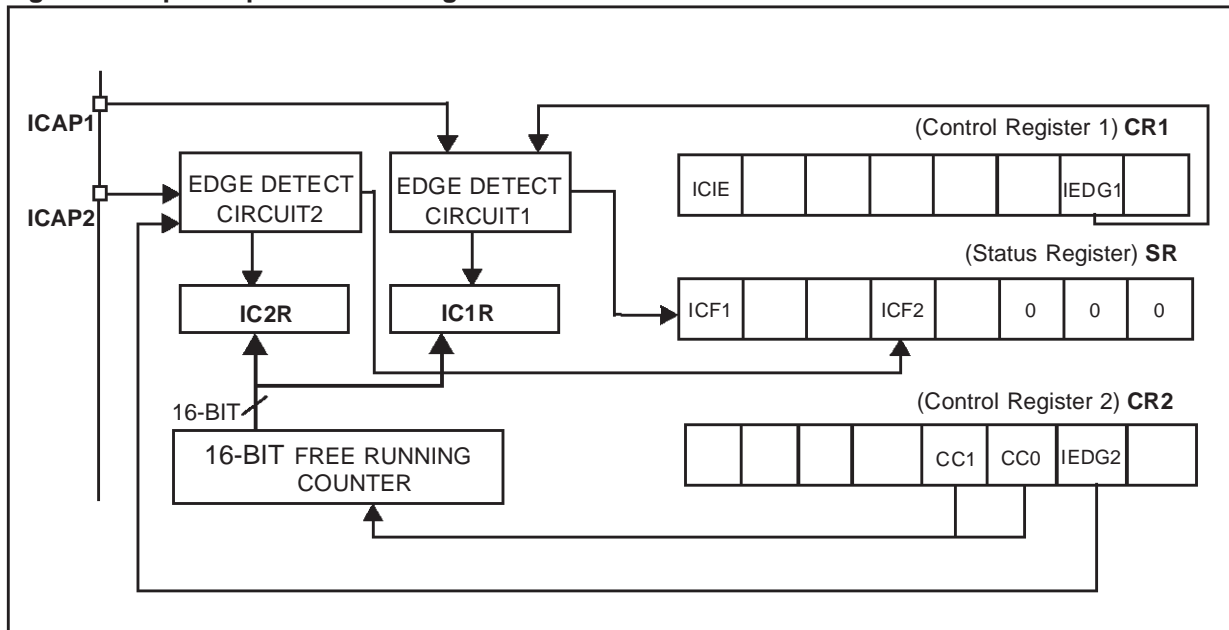 ICAP1
ICAP2
EDGE DETECT
CIRCUIT2
EDGE DETECT
CIRCUIT1
IC2R
IC1R
16-BIT
16-BIT FREE RUNNING
COUNTER
(Control Register 1) CR1
ICIE IEDG1
(Status Register) SR
ICF1 ICF2 0 0 0
(Control Register 2) CR2
CC1 CC0 IEDG2